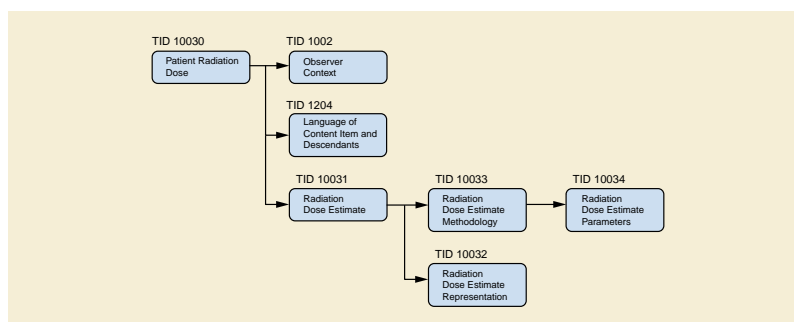 TID 10030
Patient Radiation
Dose
TID 1002
Observer
Context
TID 1204
Language of
Content Item and
Descendants
TID 10031
Radiation
Dose Estimate
TID 10033
Radiation
Dose Estimate
Methodology
TID 10034
Radiation
Dose Estimate
Parameters
TID 10032
Radiation
Dose Estimate
Representation